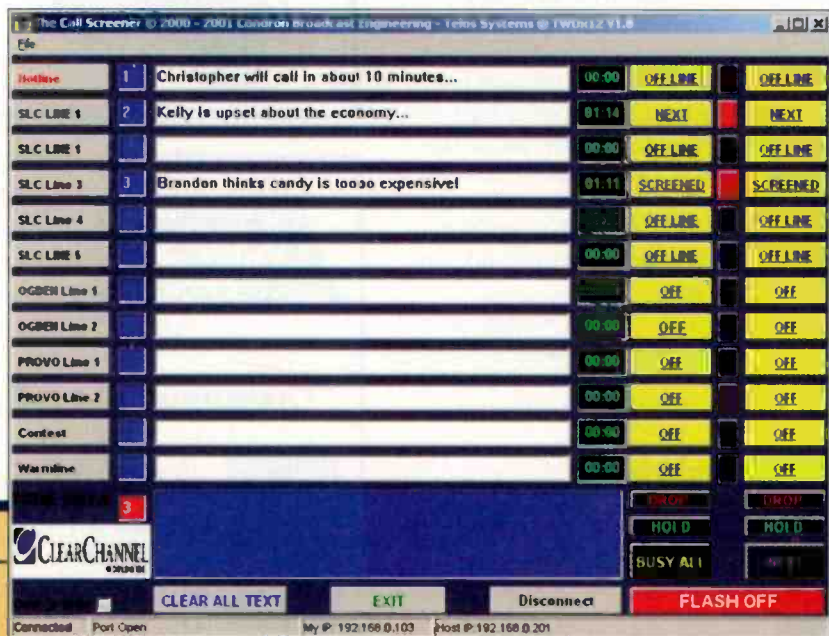 The Call Screener © 2000 - 2001 Condron Broadcast Engineering - Telos Systems @ TWOx12 V1.8
File
Hotline 1 Christopher will call in about 10 minutes... 00:00 OFF LINE OFF LINE
SLC LINE 1 2 Kelly is upset about the economy... 01:14 NEXT NEXT
SLC LINE 1 00:00 OFF LINE OFF LINE
SLC Line 3 3 Brandon thinks candy is toooo expensive! 01:11 SCREENED SCREENED
SLC Line 4 OFF LINE OFF LINE
SLC LINE 5 00:00 OFF LINE OFF LINE
OGDEN Line 1 OFF OFF
OGDEN Line 2 00:00 OFF OFF
PROVO Line 1 00:00 OFF OFF
PROVO Line 2 00:00 OFF OFF
Contest 00:00 OFF OFF
Warmline 00:00 OFF OFF
3 DROP DROP
HOLD HOLD
CLEARCHANNEL BUSY ALL
CLEAR ALL TEXT EXIT Disconnect FLASH OFF
Connected Port Open My IP: 192.168.0.103 Host IP: 192.168.0.201